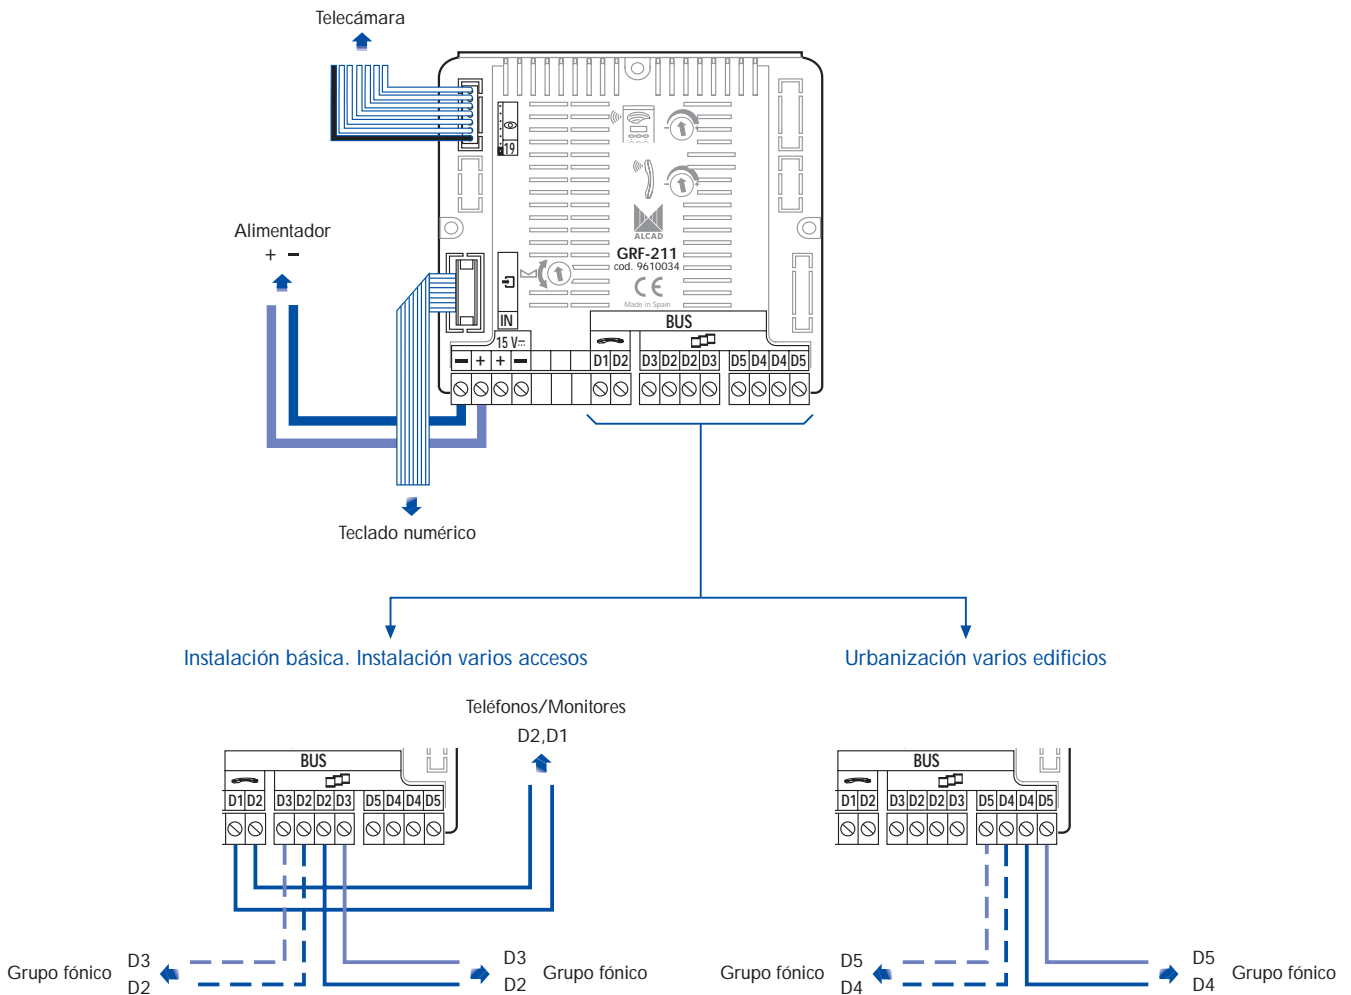 Telecámara
19
Alimentador
+ −
ALCAD
GRF-211
cod. 9610034
CE
Made in Spain
IN
BUS
15 V
− + + − D1 D2 D3 D2 D2 D3 D5 D4 D4 D5
Teclado numérico
Instalación básica. Instalación varios accesos
Urbanización varios edificios
Teléfonos/Monitores
D2,D1
BUS
D1 D2 D3 D2 D2 D3 D5 D4 D4 D5
BUS
D1 D2 D3 D2 D2 D3 D5 D4 D4 D5
Grupo fónico
D3
D2
D3
D2
Grupo fónico
Grupo fónico
D5
D4
D5
D4
Grupo fónico